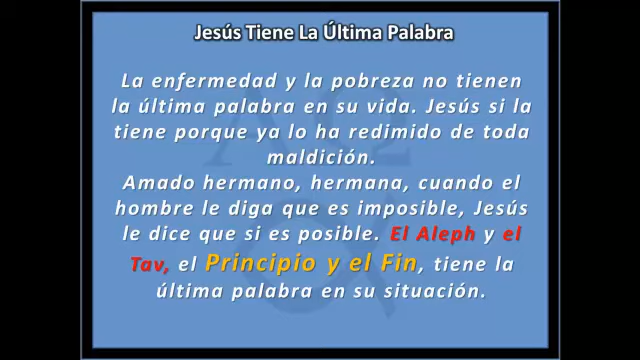 Jesús Tiene La Última Palabra
La enfermedad y la pobreza no tienen
la última palabra en su vida. Jesús si la
tiene porque ya lo ha redimido de toda
maldición.
Amado hermano, hermana, cuando el
hombre le diga que es imposible, Jesús
le dice que si es posible. El Aleph y el
Tav, el Principio y el Fin, tiene la
última palabra en su situación.
ΑΩ